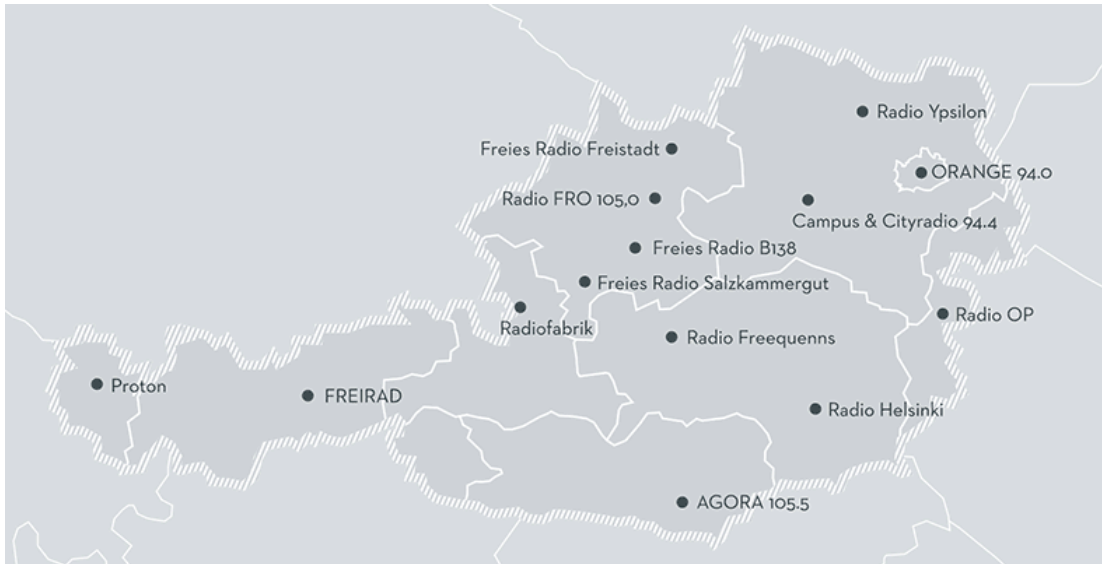 Radio Ypsilon
Freies Radio Freistadt
ORANGE 94.0
Radio FRO 105,0
Campus & Cityradio 94.4
Freies Radio B138
Freies Radio Salzkammergut
Radio OP
Radiofabrik
Radio Freequenns
Proton
FREIRAD
Radio Helsinki
AGORA 105.5